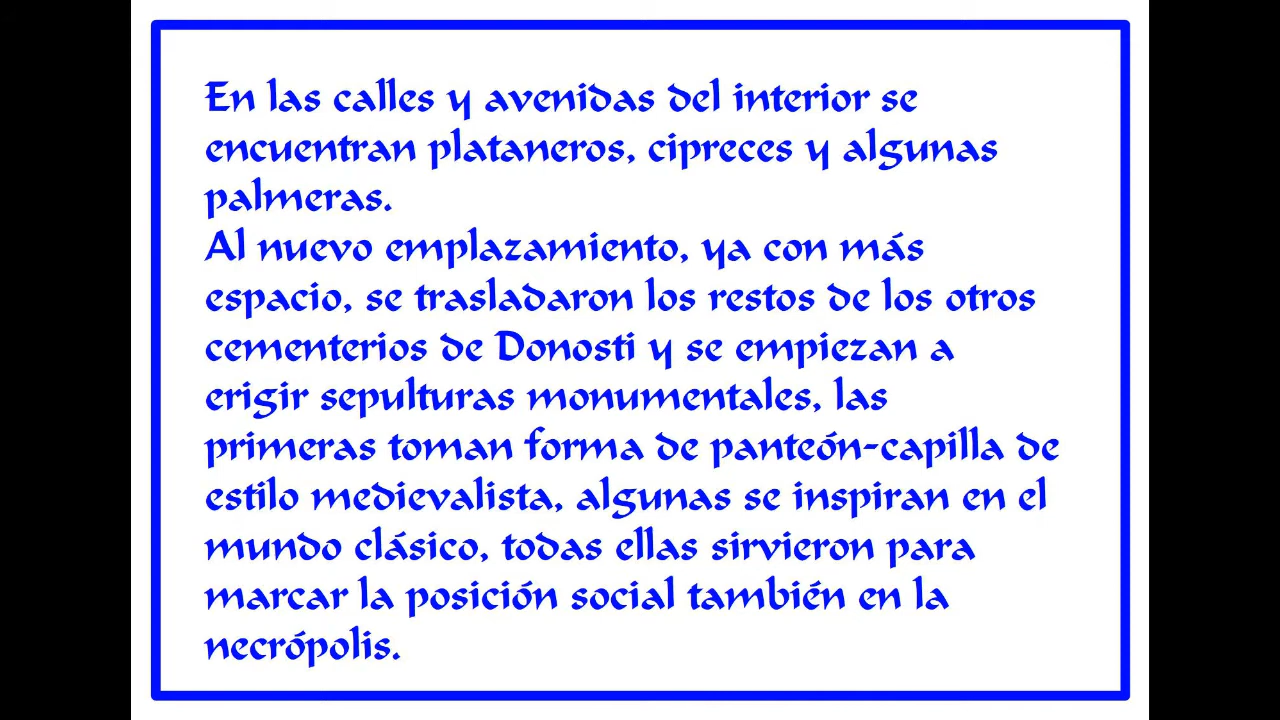 En las calles y avenidas del interior se
encuentran plataneros, cipreces y algunas
palmeras.
Al nuevo emplazamiento, ya con más
espacio, se trasladaron los restos de los otros
cementerios de Donosti y se empiezan a
erigir sepulturas monumentales, las
primeras toman forma de panteón-capilla de
estilo medievalista, algunas se inspiran en el
mundo clásico, todas ellas sirvieron para
marcar la posición social también en la
necrópolis.